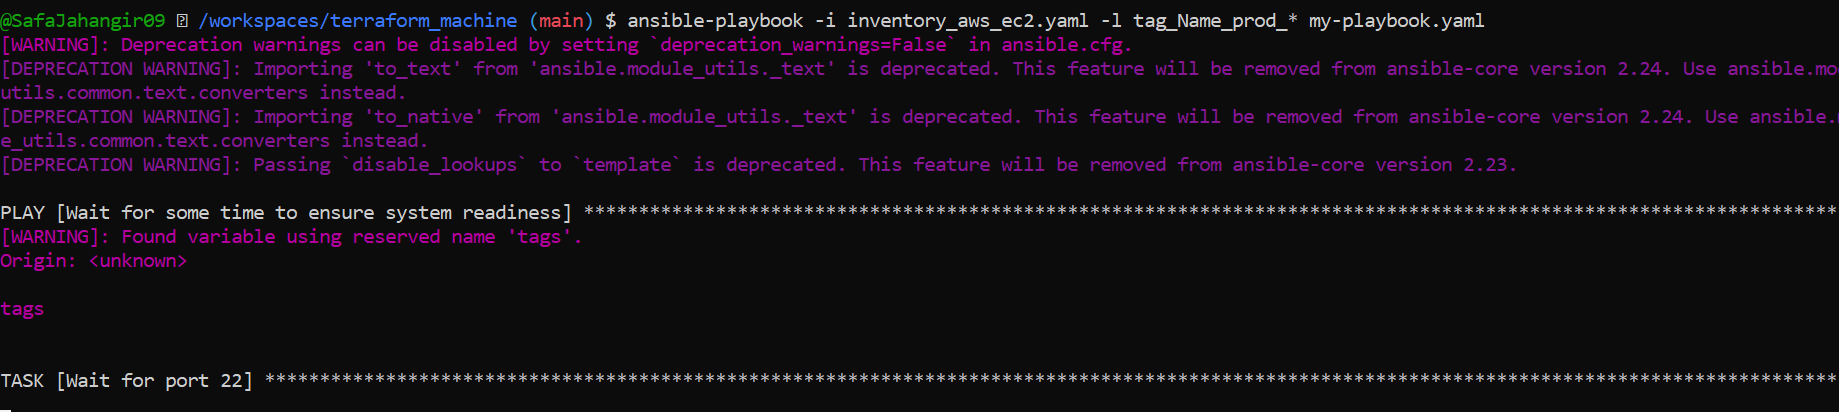 @SafaJahangir09 /workspaces/terraform_machine (main) $ ansible-playbook -i inventory_aws_ec2.yaml -l tag_Name_prod_* my-playbook.yaml
[WARNING]: Deprecation warnings can be disabled by setting `deprecation_warnings=False` in ansible.cfg.
[DEPRECATION WARNING]: Importing 'to_text' from 'ansible.module_utils._text' is deprecated. This feature will be removed from ansible-core version 2.24. Use ansible.mo
utils.common.text.converters instead.
[DEPRECATION WARNING]: Importing 'to_native' from 'ansible.module_utils._text' is deprecated. This feature will be removed from ansible-core version 2.24. Use ansible.
e_utils.common.text.converters instead.
[DEPRECATION WARNING]: Passing `disable_lookups` to `template` is deprecated. This feature will be removed from ansible-core version 2.23.
PLAY [Wait for some time to ensure system readiness] ******************************************************************************************************************
[WARNING]: Found variable using reserved name 'tags'.
Origin: <unknown>
tags
TASK [Wait for port 22] ***********************************************************************************************************************************************